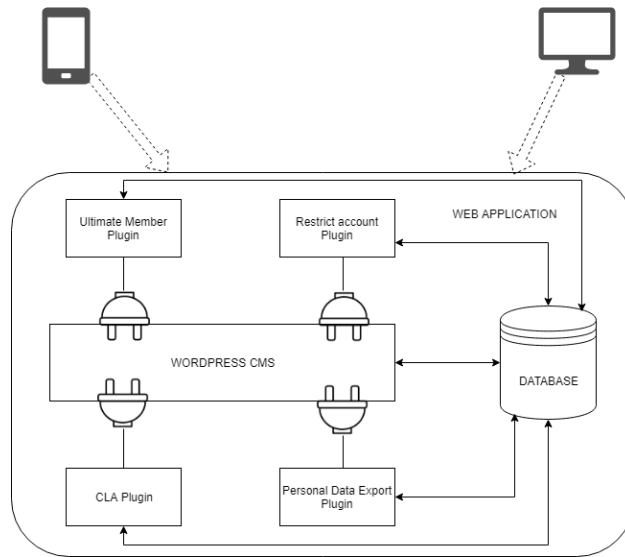 Ultimate Member
Plugin
Restrict account
Plugin
WEB APPLICATION
WORDPRESS CMS
DATABASE
CLA Plugin
Personal Data Export
Plugin